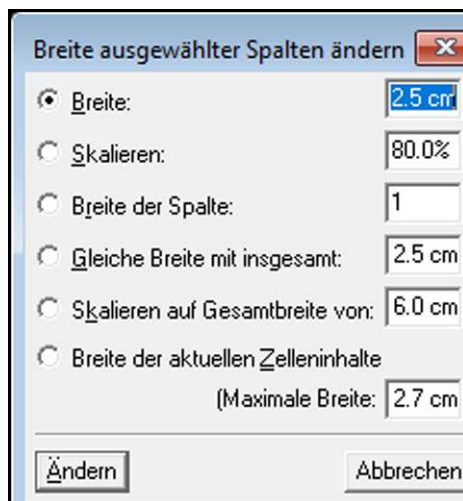 Breite ausgewählter Spalten ändern
Breite: 2.5 cm
Skalieren: 80.0%
Breite der Spalte: 1
Gleiche Breite mit insgesamt: 2.5 cm
Skalieren auf Gesamtbreite von: 6.0 cm
Breite der aktuellen Zelleninhalte
(Maximale Breite: 2.7 cm
Ändern Abbrechen